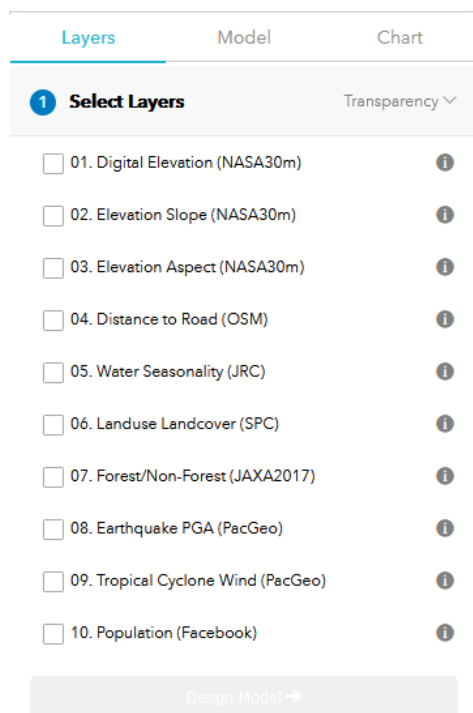 Layers Model Chart
1 Select Layers Transparency
01. Digital Elevation (NASA30m)
02. Elevation Slope (NASA30m)
03. Elevation Aspect (NASA30m)
04. Distance to Road (OSM)
05. Water Seasonality (JRC)
06. Landuse Landcover (SPC)
07. Forest/Non-Forest (JAXA2017)
08. Earthquake PGA (PacGeo)
09. Tropical Cyclone Wind (PacGeo)
10. Population (Facebook)
Design Model →